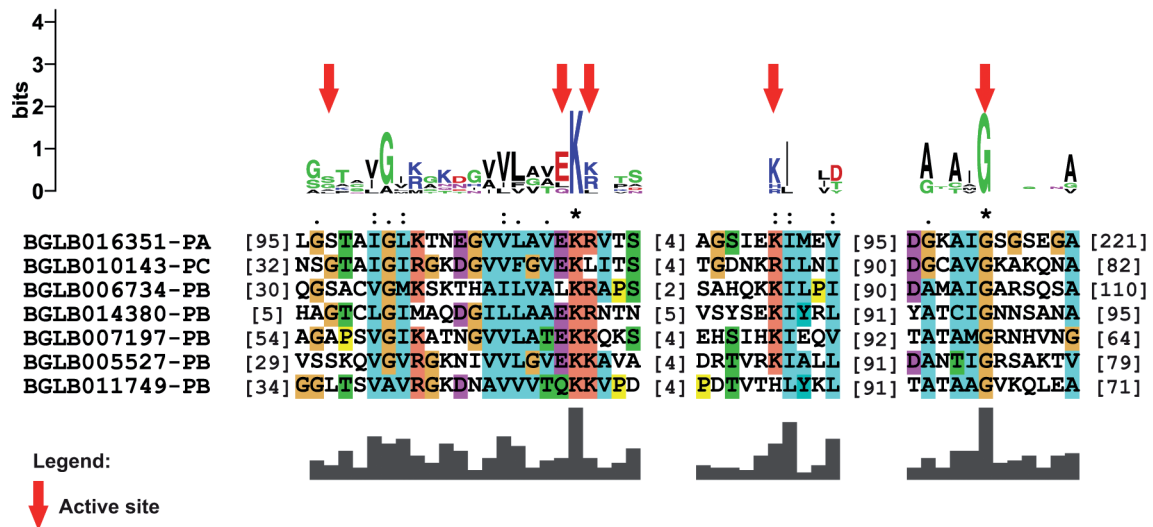 bits
4
3
2
1
0
. : . : : . . * : : : . *
BGLB016351-PA [95] LGSTAIGLKTNEGVVLAVEKRVTS [4] AGSIEKIMEV [95] DGKAIGSGSEGA [221]
BGLB010143-PC [32] NSGTAIGIRGKDGVVFGVEKLITS [4] TGDNKRILNI [90] DGCAVGKAKQNA [82]
BGLB006734-PB [30] QGSACVGMKSKTHAILVALKRAPS [2] SAHQKKILPI [90] DAMAIGARSQSA [110]
BGLB014380-PB [5] HAGTCLGIMAQDGILLAAEKRNTN [5] VSYSEKIYRL [91] YATCIGNNSANA [95]
BGLB007197-PB [54] AGAPSVGIKATNGVVLATEKKQKS [4] EHSIHKIEQV [92] TATAMGRNHVNG [64]
BGLB005527-PB [29] VSSKQVGVRGKNIVVLGVEKKAVA [4] DRTVRKIALL [91] DANTIGRSAKTV [79]
BGLB011749-PB [34] GGLTSVAVRGKDNAVVVTQKKVPD [4] PDTVTHLYKL [91] TATAAGVKQLEA [71]
Legend:
Active site